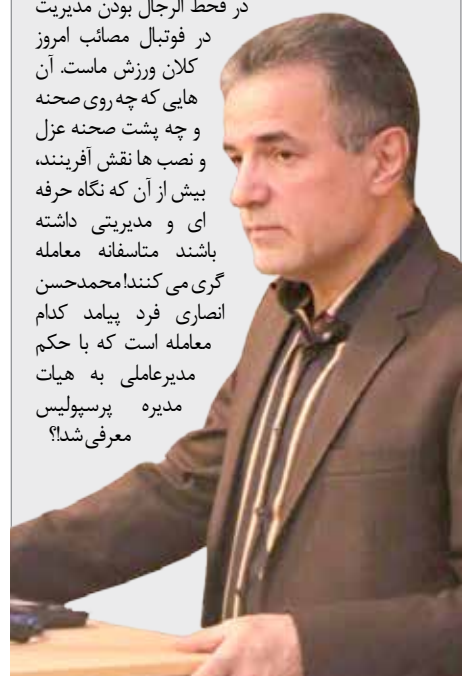 در قحط الرجال بودن مدیریت
در فوتبال مصائب امروز
کلان ورزش ماست. آن
هایی که چه روی صحنه
و چه پشت صحنه عزل
و نصب ها نقش آفرینند،
بیش از آن که نگاه حرفه
ای و مدیریتی داشته
باشند متاسفانه معامله
گری می کنند! محمدحسن
انصاری فرد پیامد کدام
معامله است که با حکم
مدیرعاملی به هیات
مدیره پرسپولیس
معرفی شد!؟